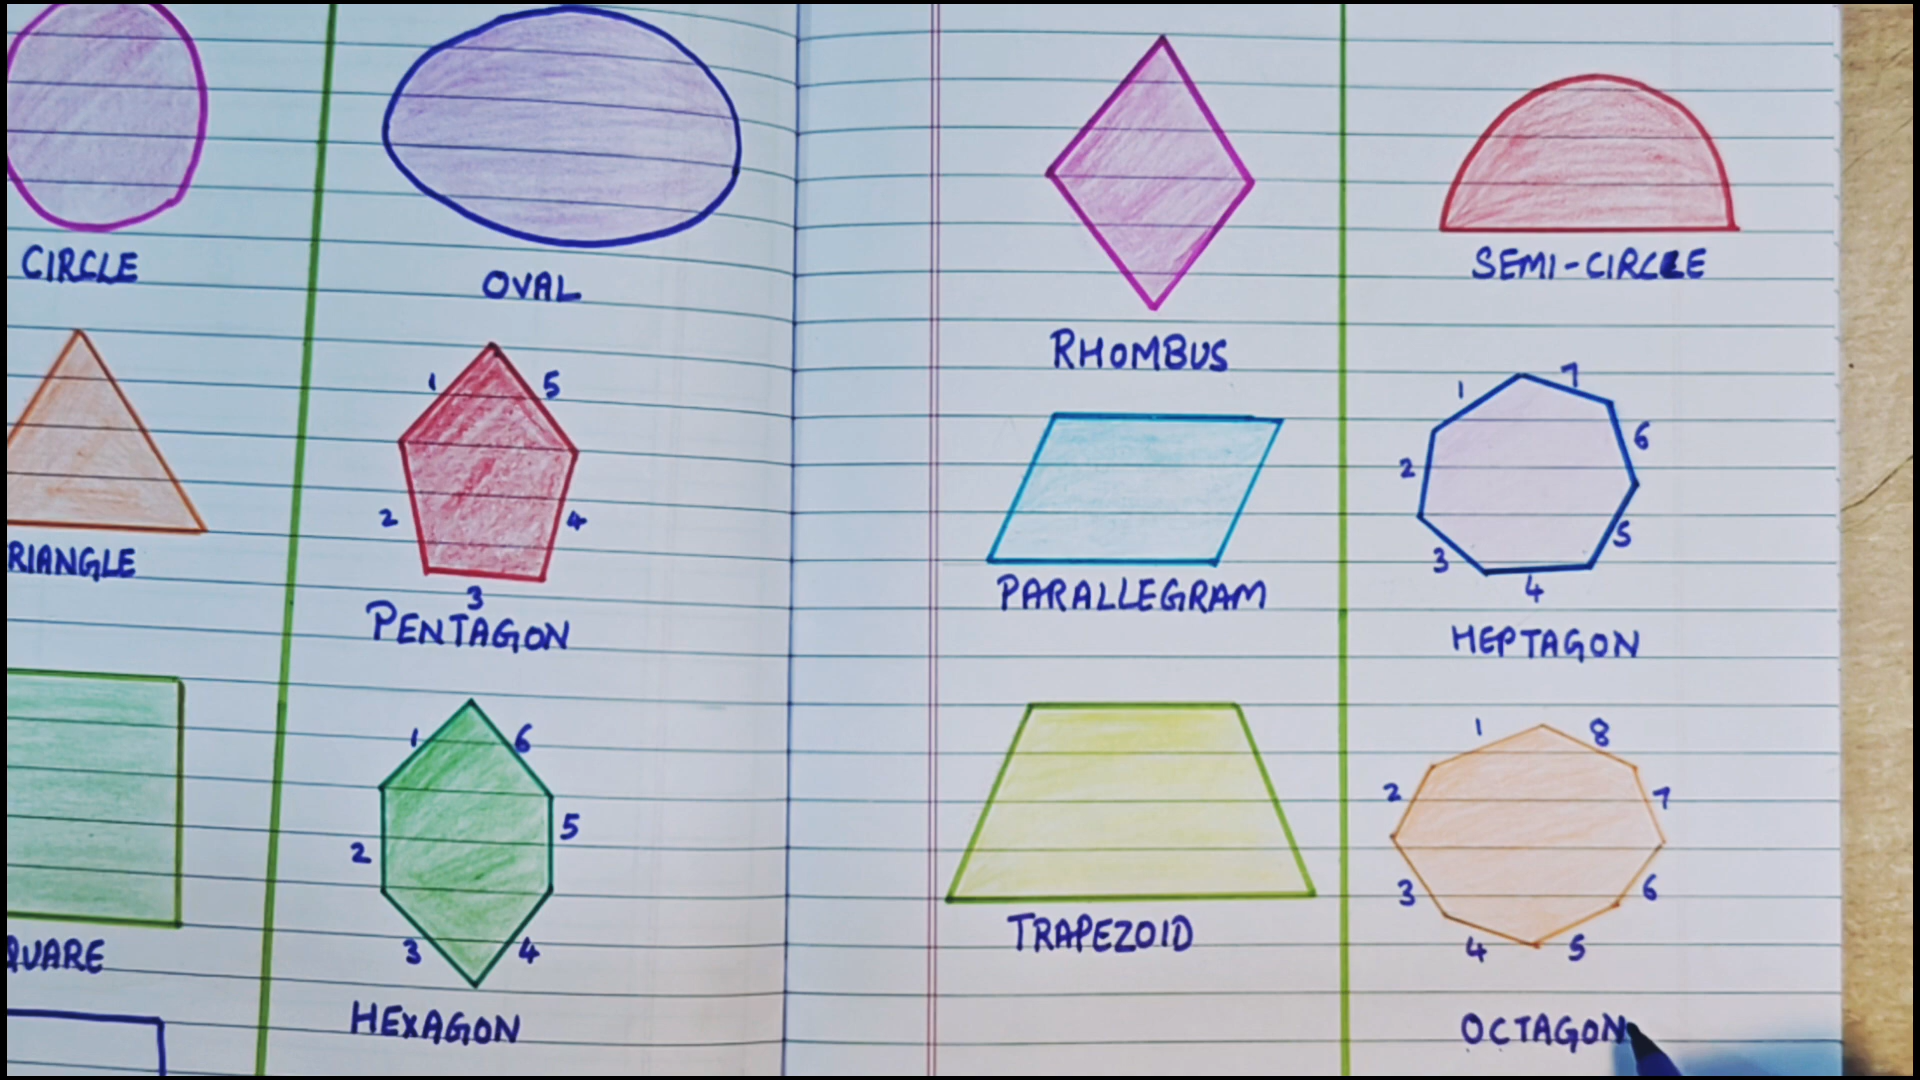 CIRCLE
OVAL
RHOMBUS
SEMI-CIRCLE
1
5
2
4
3
RIANGLE
PENTAGON
PARALLEGRAM
1
7
2
6
3
5
4
HEPTAGON
QUARE
1
6
2
5
3
4
HEXAGON
TRAPEZOID
1
8
2
7
3
6
4
5
OCTAGON